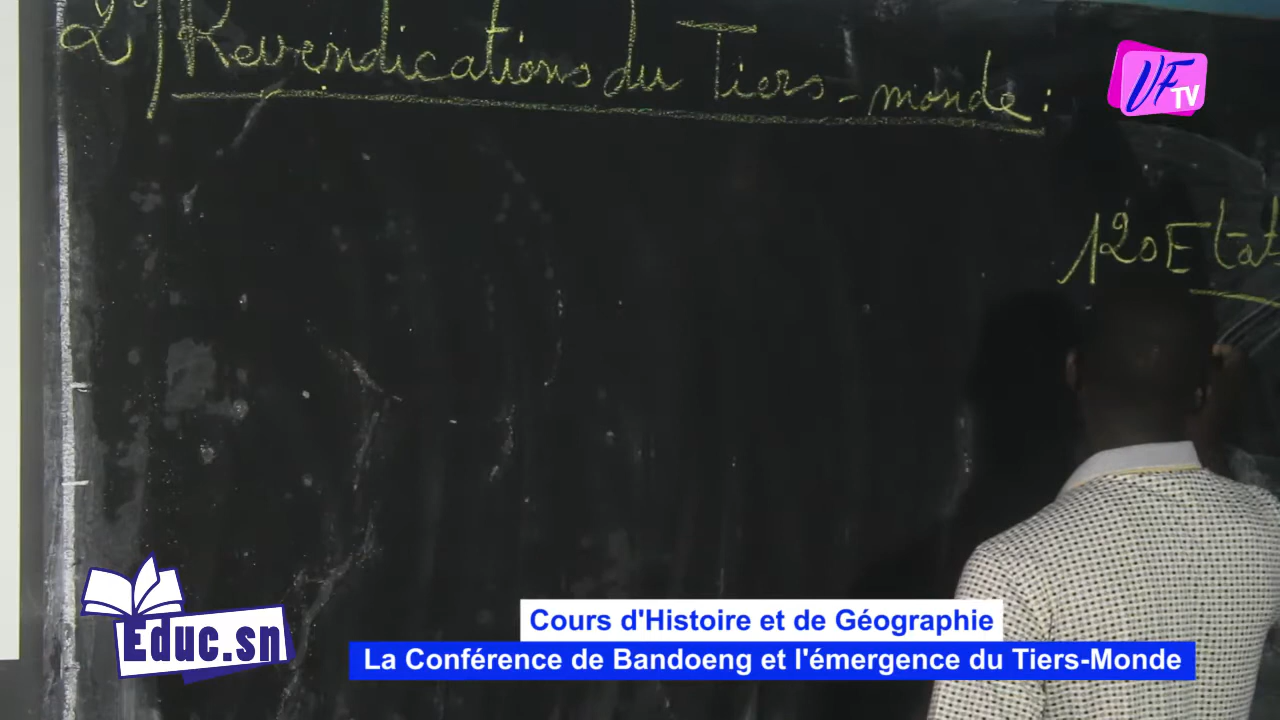 2°) Revendications du Tiers-monde :
VF
TV
120 Etats
Educ.sn
Cours d'Histoire et de Géographie
La Conférence de Bandoeng et l'émergence du Tiers-Monde